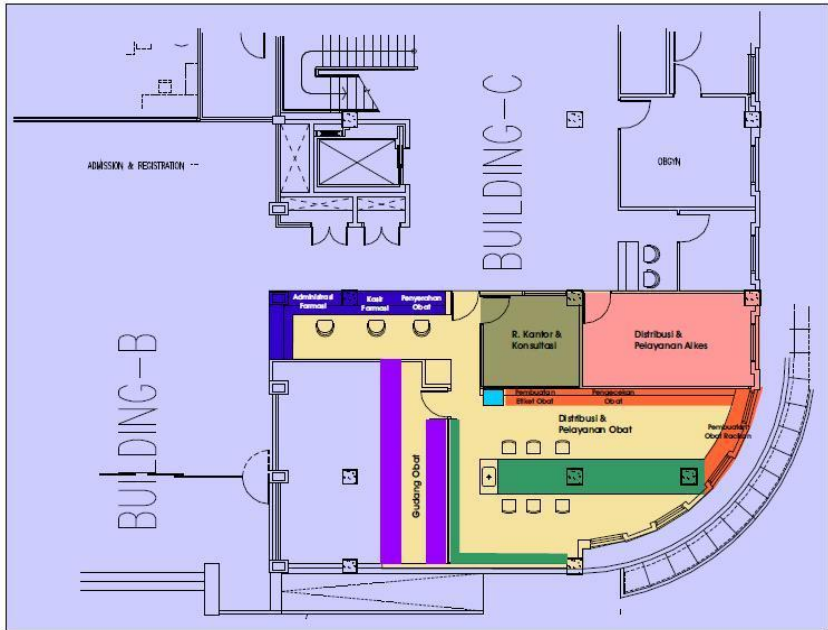 BUILDING-C
ADMISSION & REGISTRATION
OBGYN
Administrasi
Farmasi
Kasir
Farmasi
Penyerahan
Obat
R. Kantor &
Konsultasi
Distribusi &
Pelayanan Alkes
Pembuatan
Etiket Obat
Pengecekan
Obat
Distribusi &
Pelayanan Obat
Pembuatan
Obat Racikan
BUILDING-B
Gudang Obat